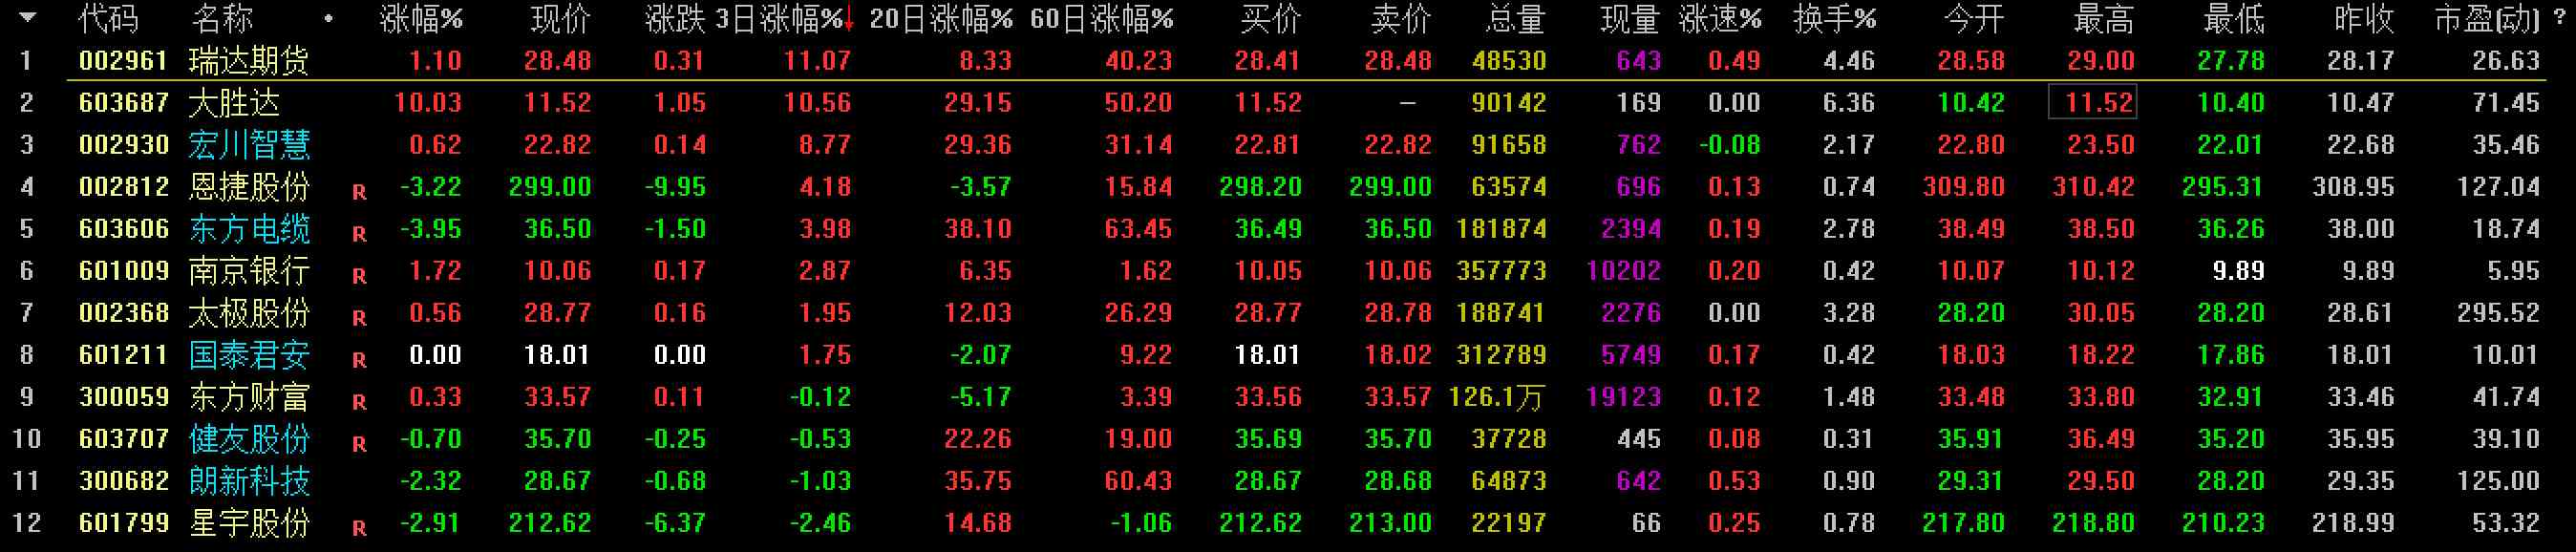 代码 名称 涨幅% 现价 涨跌 3日涨幅%↓ 20日涨幅% 60日涨幅% 买价 卖价 总量 现量 涨速% 换手% 今开 最高 最低 昨收 市盈(动) ?
1 002961 瑞达期货 1.10 28.48 0.31 11.07 8.33 40.23 28.41 28.48 48530 643 0.49 4.46 28.58 29.00 27.78 28.17 26.63
2 603687 大胜达 10.03 11.52 1.05 10.56 29.15 50.20 11.52 — 90142 169 0.00 6.36 10.42 11.52 10.40 10.47 71.45
3 002930 宏川智慧 0.62 22.82 0.14 8.77 29.36 31.14 22.81 22.82 91658 762 -0.08 2.17 22.80 23.50 22.01 22.68 35.46
4 002812 恩捷股份 R -3.22 299.00 -9.95 4.18 -3.57 15.84 298.20 299.00 63574 696 0.13 0.74 309.80 310.42 295.31 308.95 127.04
5 603606 东方电缆 R -3.95 36.50 -1.50 3.98 38.10 63.45 36.49 36.50 181874 2394 0.19 2.78 38.49 38.50 36.26 38.00 18.74
6 601009 南京银行 R 1.72 10.06 0.17 2.87 6.35 1.62 10.05 10.06 357773 10202 0.20 0.42 10.07 10.12 9.89 9.89 5.95
7 002368 太极股份 R 0.56 28.77 0.16 1.95 12.03 26.29 28.77 28.78 188741 2276 0.00 3.28 28.20 30.05 28.20 28.61 295.52
8 601211 国泰君安 R 0.00 18.01 0.00 1.75 -2.07 9.22 18.01 18.02 312789 5749 0.17 0.42 18.03 18.22 17.86 18.01 10.01
9 300059 东方财富 R 0.33 33.57 0.11 -0.12 -5.17 3.39 33.56 33.57 126.1万 19123 0.12 1.48 33.48 33.80 32.91 33.46 41.74
10 603707 健友股份 R -0.70 35.70 -0.25 -0.53 22.26 19.00 35.69 35.70 37728 445 0.08 0.31 35.91 36.49 35.20 35.95 39.10
11 300682 朗新科技 -2.32 28.67 -0.68 -1.03 35.75 60.43 28.67 28.68 64873 642 0.53 0.90 29.31 29.50 28.20 29.35 125.00
12 601799 星宇股份 R -2.91 212.62 -6.37 -2.46 14.68 -1.06 212.62 213.00 22197 66 0.25 0.78 217.80 218.80 210.23 218.99 53.32